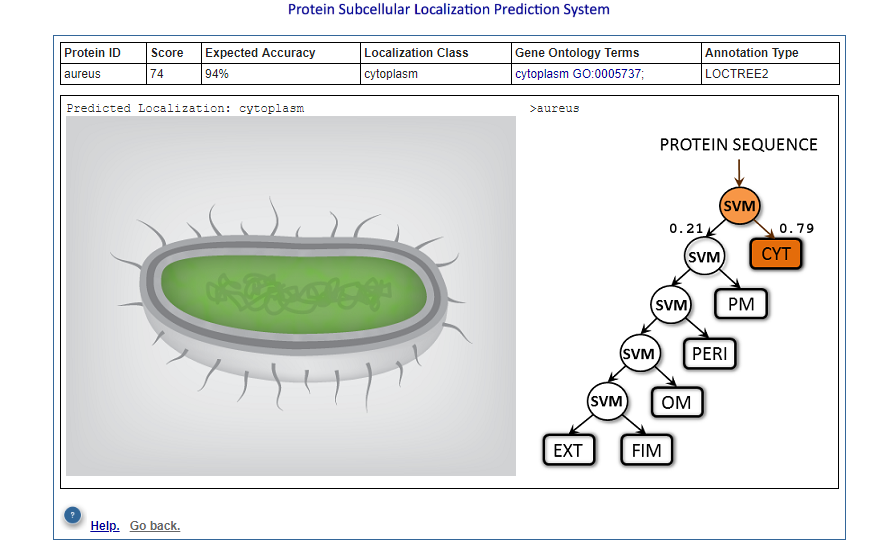 Protein Subcellular Localization Prediction System
Protein ID Score Expected Accuracy Localization Class Gene Ontology Terms Annotation Type
aureus 74 94% cytoplasm cytoplasm GO:0005737; LOCTREE2
Predicted Localization: cytoplasm
>aureus
PROTEIN SEQUENCE
SVM
0.21 0.79
SVM CYT
SVM PM
SVM PERI
SVM OM
EXT FIM
?
Help. Go back.